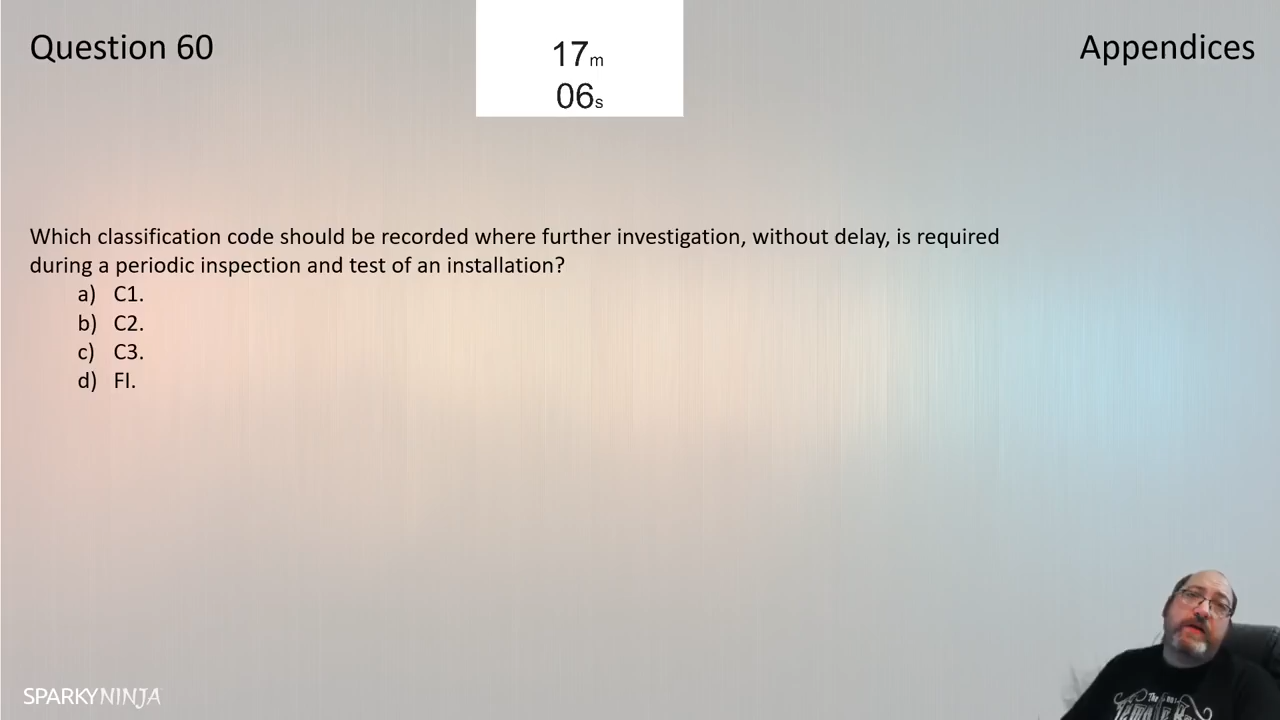 Question 60
17m
06s
Appendices
Which classification code should be recorded where further investigation, without delay, is required
during a periodic inspection and test of an installation?
a) C1.
b) C2.
c) C3.
d) FI.
SPARKYNINJA